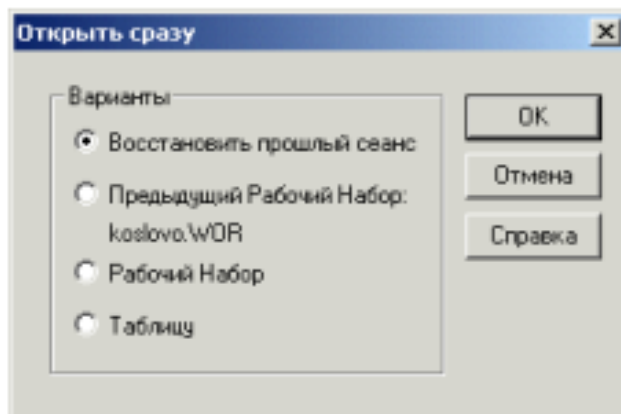 Открыть сразу
Варианты
Восстановить прошлый сеанс
Предыдущий Рабочий Набор:
koslovo.WOR
Рабочий Набор
Таблицу
OK
Отмена
Справка